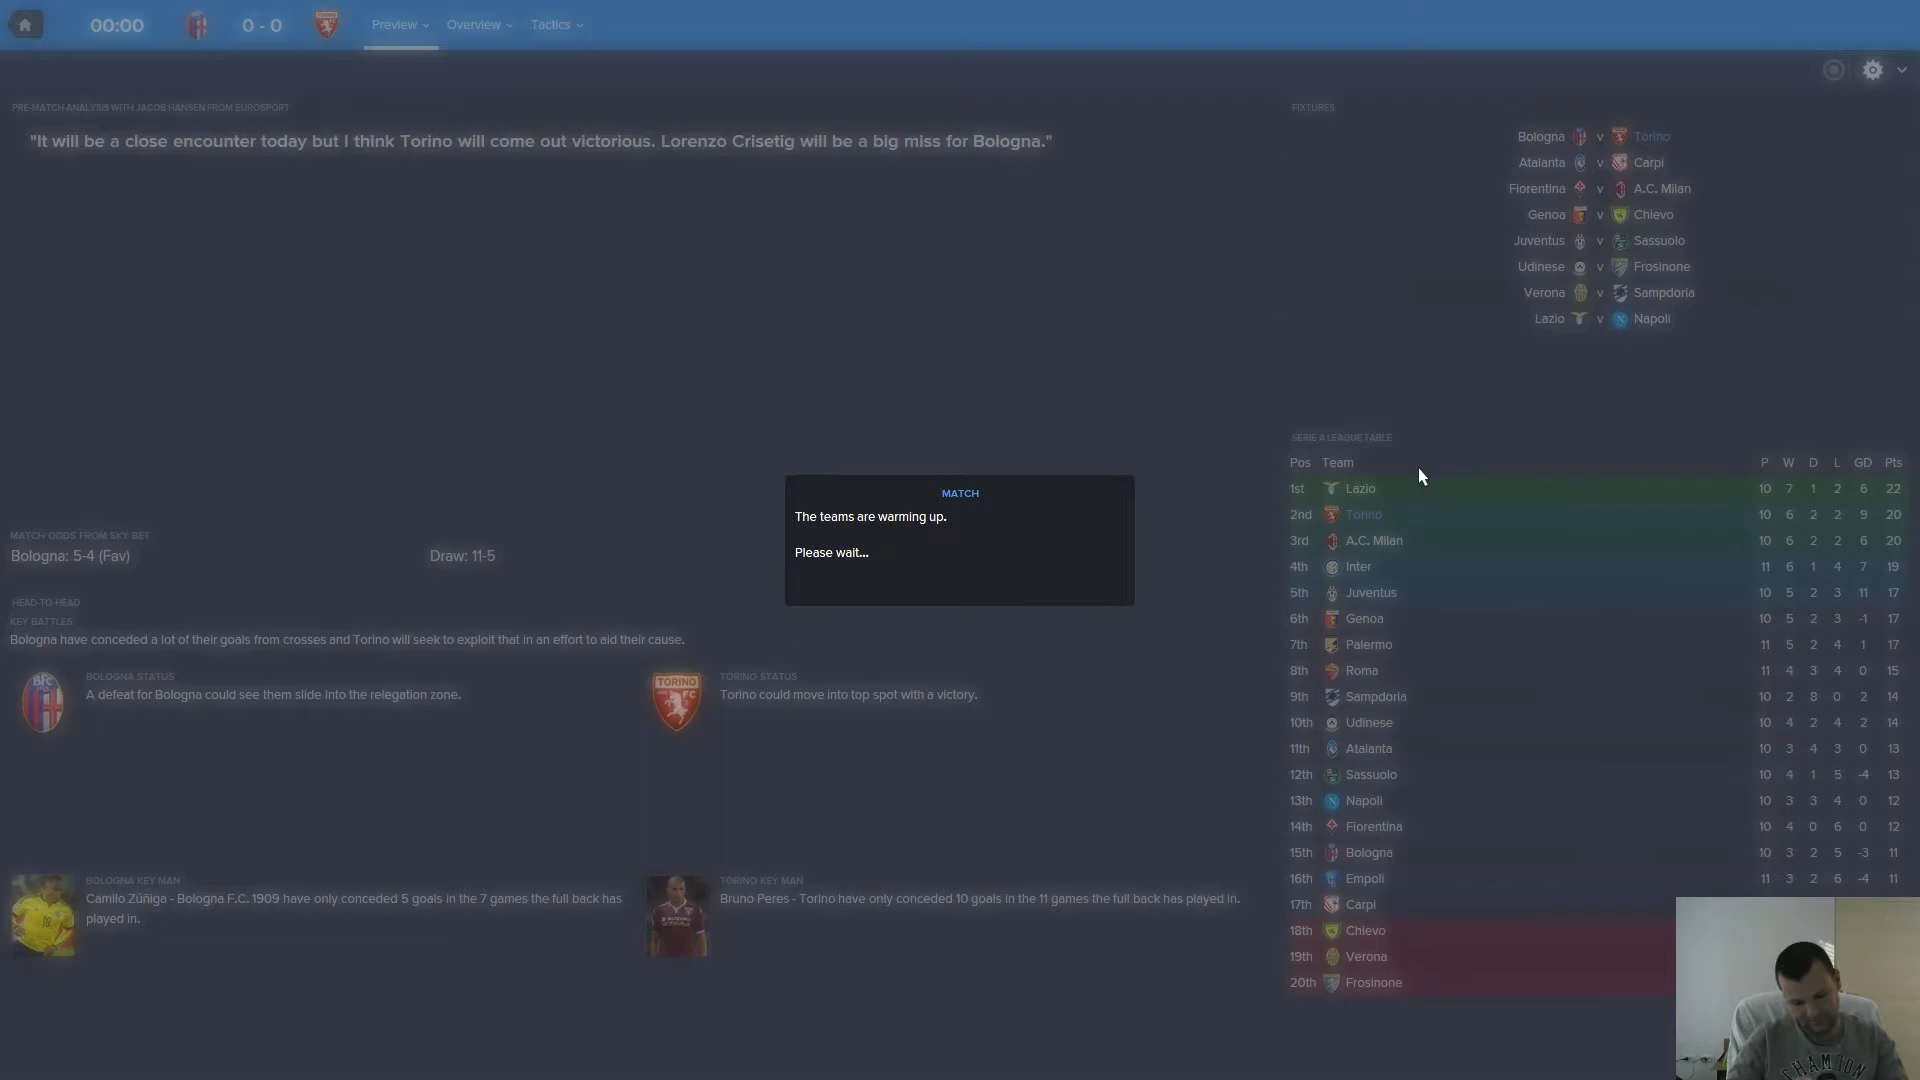 00:00
0 - 0
Preview
Overview
Tactics
PRE-MATCH ANALYSIS WITH JACOB HANSEN FROM EUROSPORT
"It will be a close encounter today but I think Torino will come out victorious. Lorenzo Crisetig will be a big miss for Bologna."
MATCH ODDS FROM SKY BET
Bologna: 5-4 (Fav)
Draw: 11-5
HEAD-TO-HEAD
KEY BATTLES
Bologna have conceded a lot of their goals from crosses and Torino will seek to exploit that in an effort to aid their cause.
BFC
BOLOGNA STATUS
A defeat for Bologna could see them slide into the relegation zone.
TORINO
FC
TORINO STATUS
Torino could move into top spot with a victory.
BOLOGNA KEY MAN
Camilo Zúñiga - Bologna F.C. 1909 have only conceded 5 goals in the 7 games the full back has
played in.
TORINO KEY MAN
Bruno Peres - Torino have only conceded 10 goals in the 11 games the full back has played in.
MATCH
The teams are warming up.
Please wait...
FIXTURES
Bologna v Torino
Atalanta v Carpi
Fiorentina v A.C. Milan
Genoa v Chievo
Juventus v Sassuolo
Udinese v Frosinone
Verona v Sampdoria
Lazio v Napoli
SERIE A LEAGUE TABLE
Pos Team P W D L GD Pts
1st Lazio 10 7 1 2 6 22
2nd Torino 10 6 2 2 9 20
3rd A.C. Milan 10 6 2 2 6 20
4th Inter 11 6 1 4 7 19
5th Juventus 10 5 2 3 11 17
6th Genoa 10 5 2 3 -1 17
7th Palermo 11 5 2 4 1 17
8th Roma 11 4 3 4 0 15
9th Sampdoria 10 2 8 0 2 14
10th Udinese 10 4 2 4 2 14
11th Atalanta 10 3 4 3 0 13
12th Sassuolo 10 4 1 5 -4 13
13th Napoli 10 3 3 4 0 12
14th Fiorentina 10 4 0 6 0 12
15th Bologna 10 3 2 5 -3 11
16th Empoli 11 3 2 6 -4 11
17th Carpi
18th Chievo
19th Verona
20th Frosinone
CHAMPION